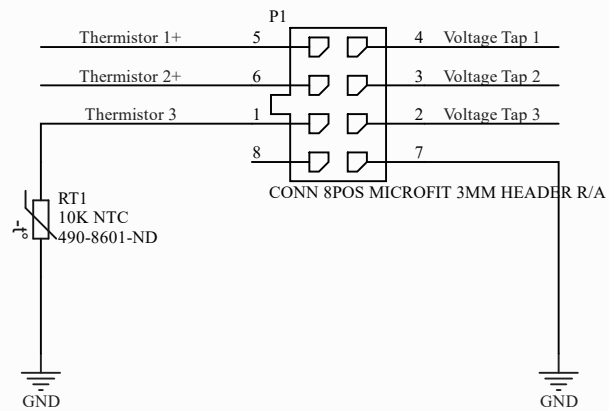 P1
Thermistor 1+ 5 4 Voltage Tap 1
Thermistor 2+ 6 3 Voltage Tap 2
Thermistor 3 1 2 Voltage Tap 3
8 7
CONN 8POS MICROFIT 3MM HEADER R/A
RT1
10K NTC
490-8601-ND
-t°
GND GND